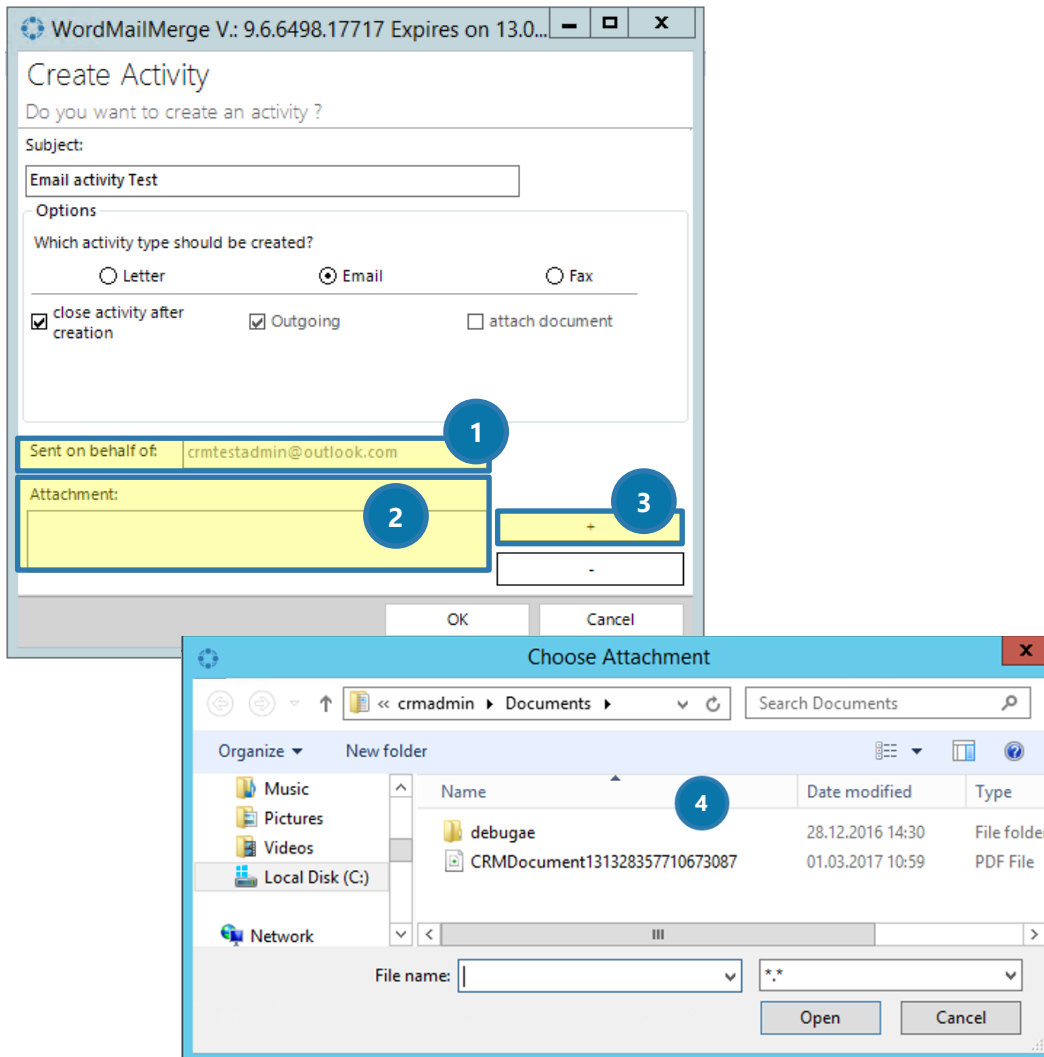 WordMailMerge V.: 9.6.6498.17717 Expires on 13.0...
Create Activity
Do you want to create an activity ?
Subject:
Email activity Test
Options
Which activity type should be created?
Letter Email Fax
close activity after
creation
Outgoing
attach document
1
Sent on behalf of: crmtestadmin@outlook.com
Attachment:
2
3
+
-
OK Cancel
Choose Attachment
« crmadmin Documents
Search Documents
Organize New folder
Music
Pictures
Videos
Local Disk (C:)
Network
Name Date modified Type
4
debugae 28.12.2016 14:30 File folde
CRMDocument131328357710673087 01.03.2017 10:59 PDF File
File name: *.*
Open Cancel